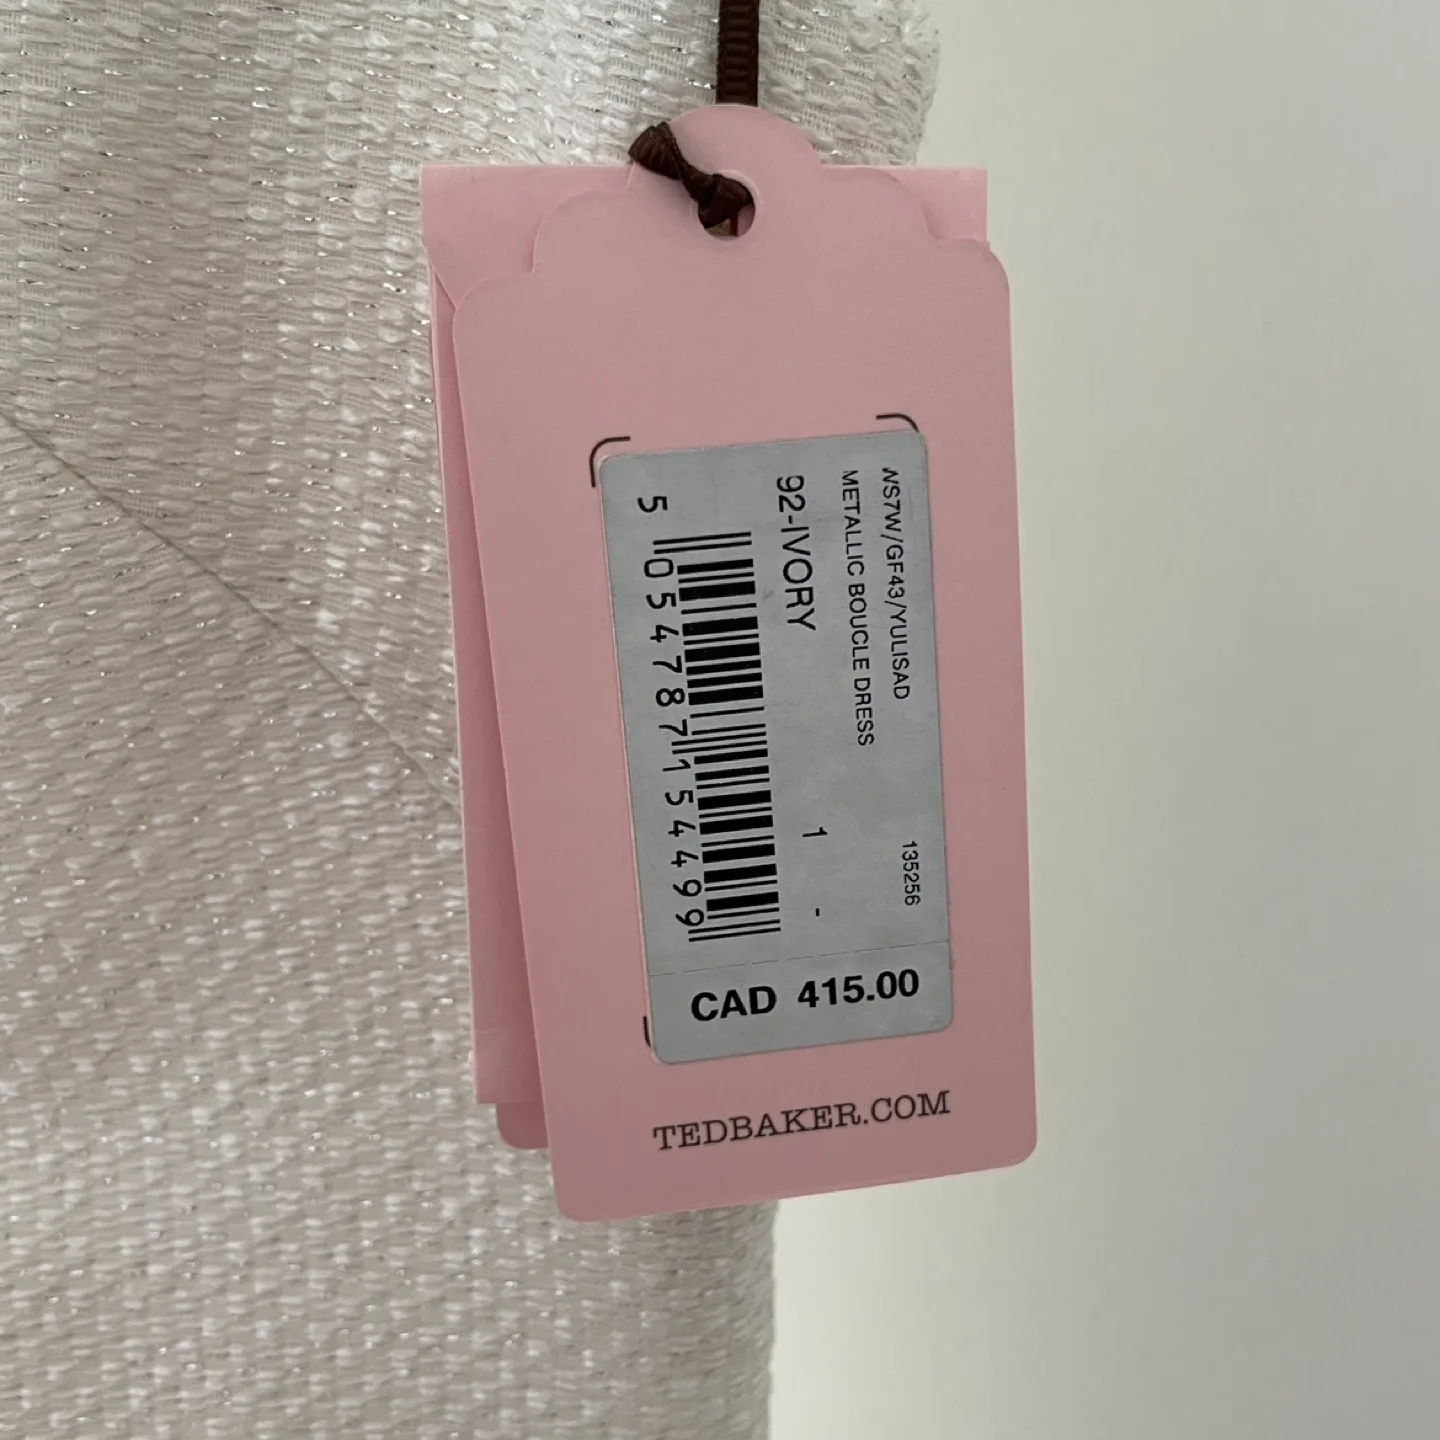 WS7W/GF43/YULISAD 135256
METALLIC BOUCLE DRESS
92-IVORY 1 -
5 054787 154499
CAD 415.00
TEDBAKER.COM